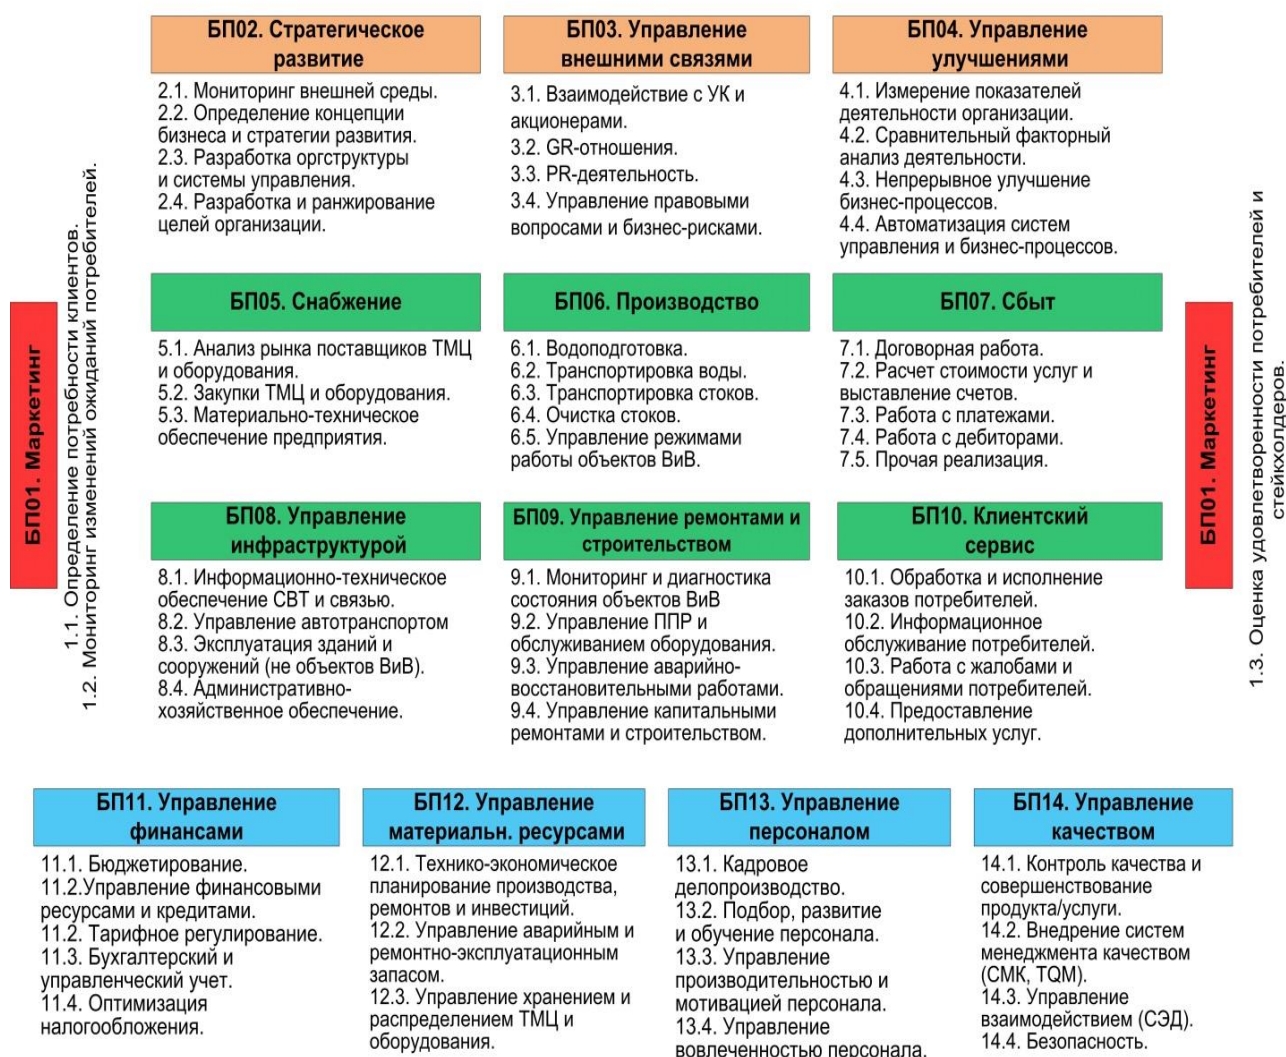 БП01. Маркетинг
1.1. Определение потребности клиентов.
1.2. Мониторинг изменений ожиданий потребителей.
БП02. Стратегическое
развитие
2.1. Мониторинг внешней среды.
2.2. Определение концепции
бизнеса и стратегии развития.
2.3. Разработка оргструктуры
и системы управления.
2.4. Разработка и ранжирование
целей организации.
БП03. Управление
внешними связями
3.1. Взаимодействие с УК и
акционерами.
3.2. GR-отношения.
3.3. PR-деятельность.
3.4. Управление правовыми
вопросами и бизнес-рисками.
БП04. Управление
улучшениями
4.1. Измерение показателей
деятельности организации.
4.2. Сравнительный факторный
анализ деятельности.
4.3. Непрерывное улучшение
бизнес-процессов.
4.4. Автоматизация систем
управления и бизнес-процессов.
БП05. Снабжение
5.1. Анализ рынка поставщиков ТМЦ
и оборудования.
5.2. Закупки ТМЦ и оборудования.
5.3. Материально-техническое
обеспечение предприятия.
БП06. Производство
6.1. Водоподготовка.
6.2. Транспортировка воды.
6.3. Транспортировка стоков.
6.4. Очистка стоков.
6.5. Управление режимами
работы объектов ВиВ.
БП07. Сбыт
7.1. Договорная работа.
7.2. Расчет стоимости услуг и
выставление счетов.
7.3. Работа с платежами.
7.4. Работа с дебиторами.
7.5. Прочая реализация.
БП08. Управление
инфраструктурой
8.1. Информационно-техническое
обеспечение СВТ и связью.
8.2. Управление автотранспортом
8.3. Эксплуатация зданий и
сооружений (не объектов ВиВ).
8.4. Административно-
хозяйственное обеспечение.
БП09. Управление ремонтами и
строительством
9.1. Мониторинг и диагностика
состояния объектов ВиВ
9.2. Управление ППР и
обслуживанием оборудования.
9.3. Управление аварийно-
восстановительными работами.
9.4. Управление капитальными
ремонтами и строительством.
БП10. Клиентский
сервис
10.1. Обработка и исполнение
заказов потребителей.
10.2. Информационное
обслуживание потребителей.
10.3. Работа с жалобами и
обращениями потребителей.
10.4. Предоставление
дополнительных услуг.
БП01. Маркетинг
1.3. Оценка удовлетворенности потребителей и
стейкхолдеров.
БП11. Управление
финансами
11.1. Бюджетирование.
11.2.Управление финансовыми
ресурсами и кредитами.
11.2. Тарифное регулирование.
11.3. Бухгалтерский и
управленческий учет.
11.4. Оптимизация
налогообложения.
БП12. Управление
материальн. ресурсами
12.1. Технико-экономическое
планирование производства,
ремонтов и инвестиций.
12.2. Управление аварийным и
ремонтно-эксплуатационным
запасом.
12.3. Управление хранением и
распределением ТМЦ и
оборудования.
БП13. Управление
персоналом
13.1. Кадровое
делопроизводство.
13.2. Подбор, развитие
и обучение персонала.
13.3. Управление
производительностью и
мотивацией персонала.
13.4. Управление
вовлеченностью персонала.
БП14. Управление
качеством
14.1. Контроль качества и
совершенствование
продукта/услуги.
14.2. Внедрение систем
менеджмента качеством
(СМК, TQM).
14.3. Управление
взаимодействием (СЭД).
14.4. Безопасность.